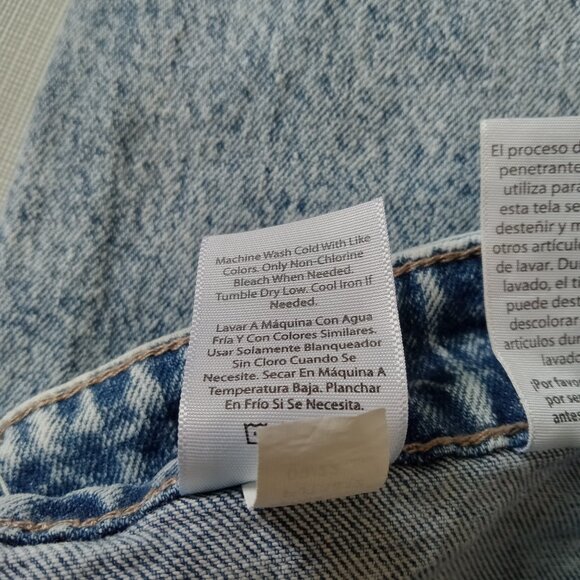 Machine Wash Cold With Like
Colors. Only Non-Chlorine
Bleach When Needed.
Tumble Dry Low. Cool Iron If
Needed.
Lavar A Máquina Con Agua
Fría Y Con Colores Similares.
Usar Solamente Blanqueador
Sin Cloro Cuando Se
Necesite. Secar En Máquina A
Temperatura Baja. Planchar
En Frío Si Se Necesita.
El proceso d
penetrante
utiliza para
esta tela se
desteñir y m
otros artícul
de lavar. Du
lavado, el ti
puede des
descolorar
artículos du
lavado
Por favo
por se
antes